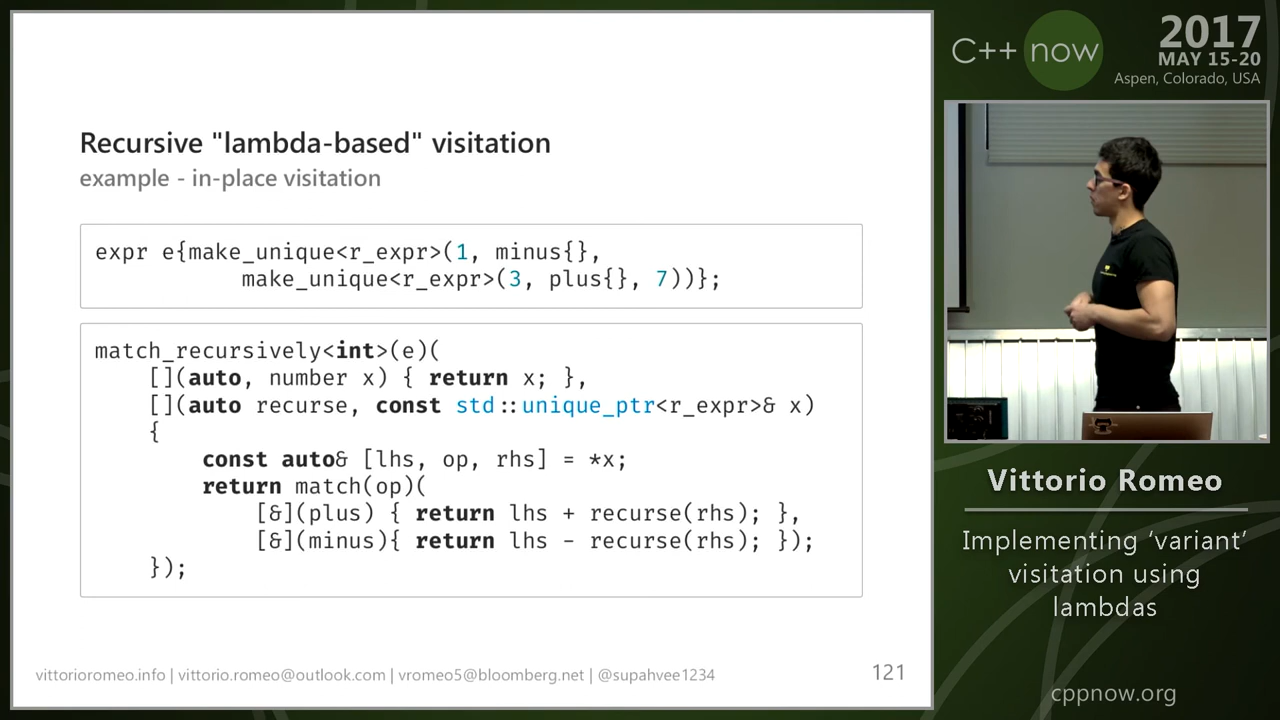 Recursive "lambda-based" visitation
example - in-place visitation
expr e{make_unique<r_expr>(1, minus{},
make_unique<r_expr>(3, plus{}, 7))};
match_recursively<int>(e)(
[](auto, number x) { return x; },
[](auto recurse, const std::unique_ptr<r_expr>& x)
{
const auto& [lhs, op, rhs] = *x;
return match(op)(
[&](plus) { return lhs + recurse(rhs); },
[&](minus){ return lhs - recurse(rhs); });
});
vittorioromeo.info | vittorio.romeo@outlook.com | vromeo5@bloomberg.net | @supahvee1234
121
C++ now
2017
MAY 15-20
Aspen, Colorado, USA
Vittorio Romeo
Implementing ‘variant’
visitation using
lambdas
cppnow.org